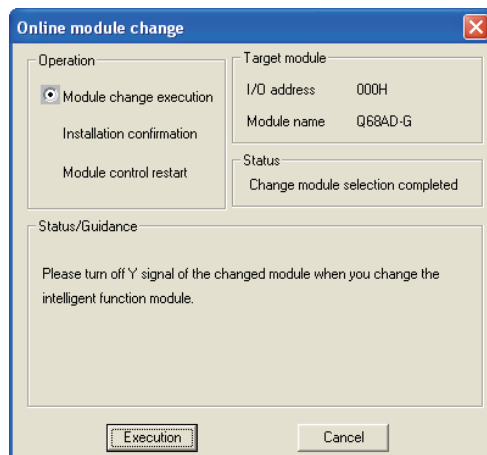 Online module change
Operation
Module change execution
Installation confirmation
Module control restart
Target module
I/O address 000H
Module name Q68AD-G
Status
Change module selection completed
Status/Guidance
Please turn off Y signal of the changed module when you change the
intelligent function module.
Execution
Cancel